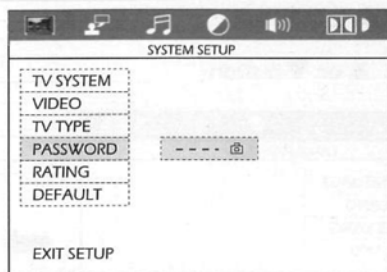 SYSTEM SETUP
TV SYSTEM
VIDEO
TV TYPE
PASSWORD
- - - -
RATING
DEFAULT
EXIT SETUP